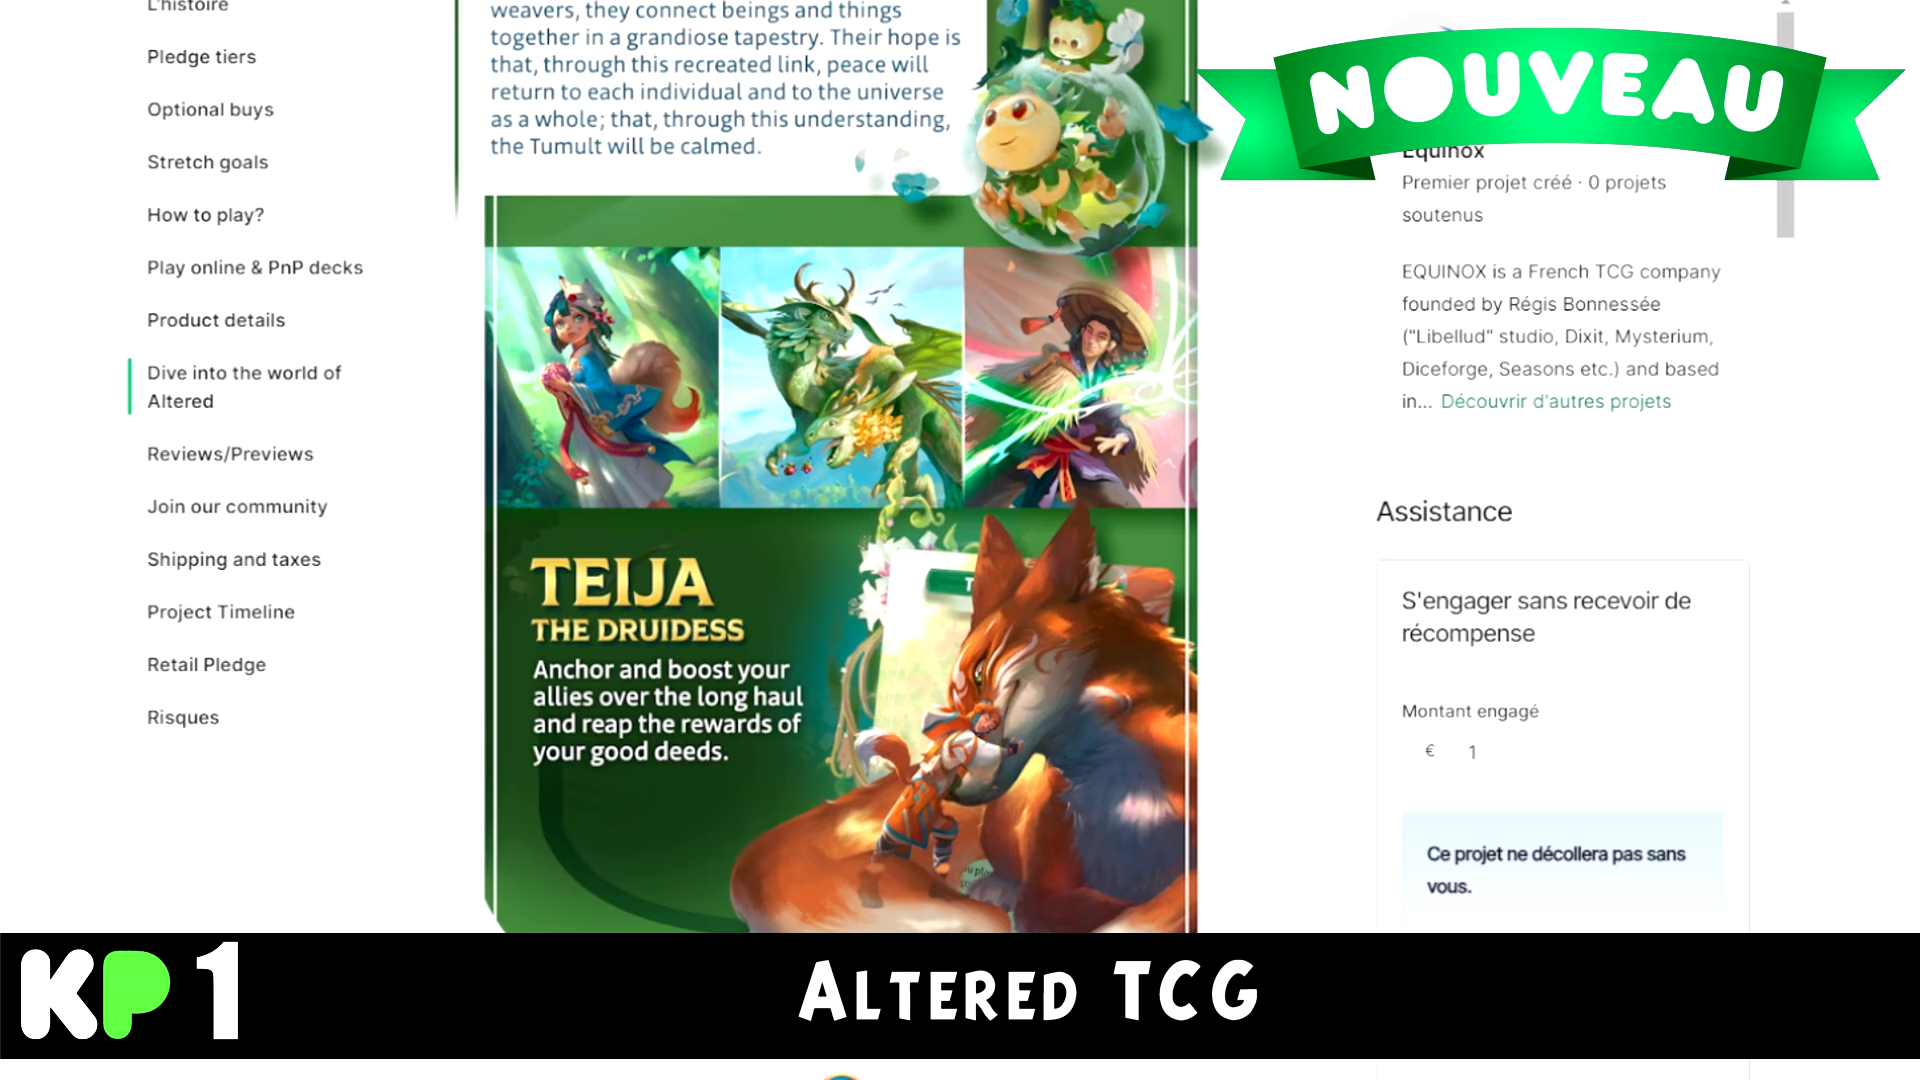 L'histoire
Pledge tiers
Optional buys
Stretch goals
How to play?
Play online & PnP decks
Product details
Dive into the world of
Altered
Reviews/Previews
Join our community
Shipping and taxes
Project Timeline
Retail Pledge
Risques
weavers, they connect beings and things
together in a grandiose tapestry. Their hope is
that, through this recreated link, peace will
return to each individual and to the universe
as a whole; that, through this understanding,
the Tumult will be calmed.
TEIJA
THE DRUIDESS
Anchor and boost your
allies over the long haul
and reap the rewards of
your good deeds.
NOUVEAU
Equinox
Premier projet créé · 0 projets
soutenus
EQUINOX is a French TCG company
founded by Régis Bonnessée
("Libellud" studio, Dixit, Mysterium,
Diceforge, Seasons etc.) and based
in... Découvrir d'autres projets
Assistance
S'engager sans recevoir de
récompense
Montant engagé
€ 1
Ce projet ne décollera pas sans
vous.
KP 1
ALTERED TCG